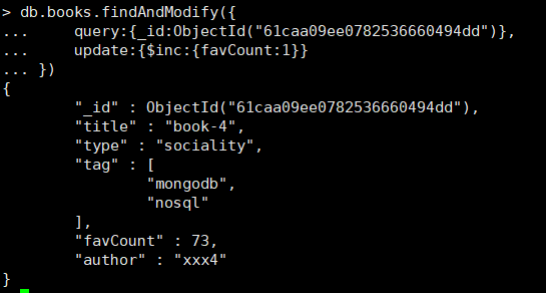 > db.books.findAndModify({
...     query:{_id:ObjectId("61caa09ee0782536660494dd")},
...     update:{$inc:{favCount:1}}
... })
{
        "_id" : ObjectId("61caa09ee0782536660494dd"),
        "title" : "book-4",
        "type" : "sociality",
        "tag" : [
                "mongodb",
                "nosql"
        ],
        "favCount" : 73,
        "author" : "xxx4"
}